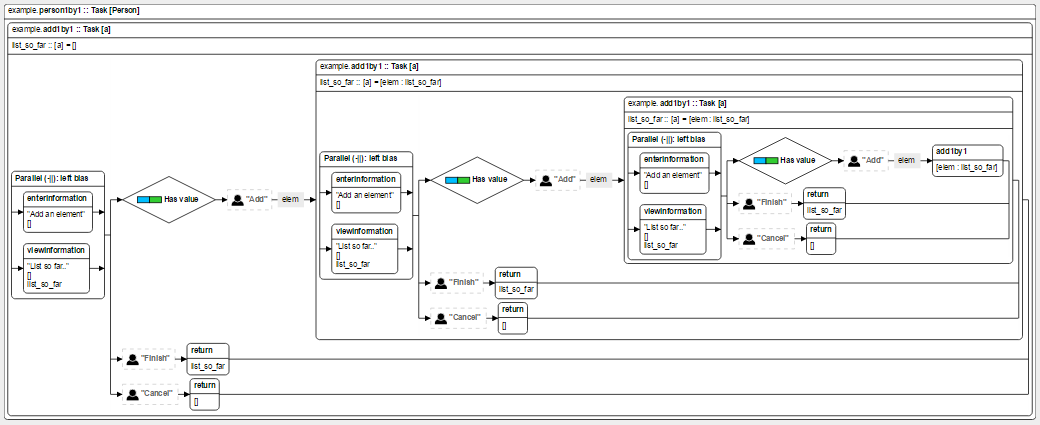 example.person1by1 :: Task [Person]
example.add1by1 :: Task [a]
list_so_far :: [a] = []
Parallel (-||): left bias
enterinformation
"Add an element"
[]
viewinformation
"List so far.."
[]
list_so_far
Has value
"Add"
elem
"Finish"
return
list_so_far
"Cancel"
return
[]
example.add1by1 :: Task [a]
list_so_far :: [a] = [elem : list_so_far]
Parallel (-||): left bias
enterinformation
"Add an element"
[]
viewinformation
"List so far.."
[]
list_so_far
Has value
"Add"
elem
"Finish"
return
list_so_far
"Cancel"
return
[]
example.add1by1 :: Task [a]
list_so_far :: [a] = [elem : list_so_far]
Parallel (-||): left bias
enterinformation
"Add an element"
[]
viewinformation
"List so far.."
[]
list_so_far
Has value
"Add"
elem
add1by1
[elem : list_so_far]
"Finish"
return
list_so_far
"Cancel"
return
[]